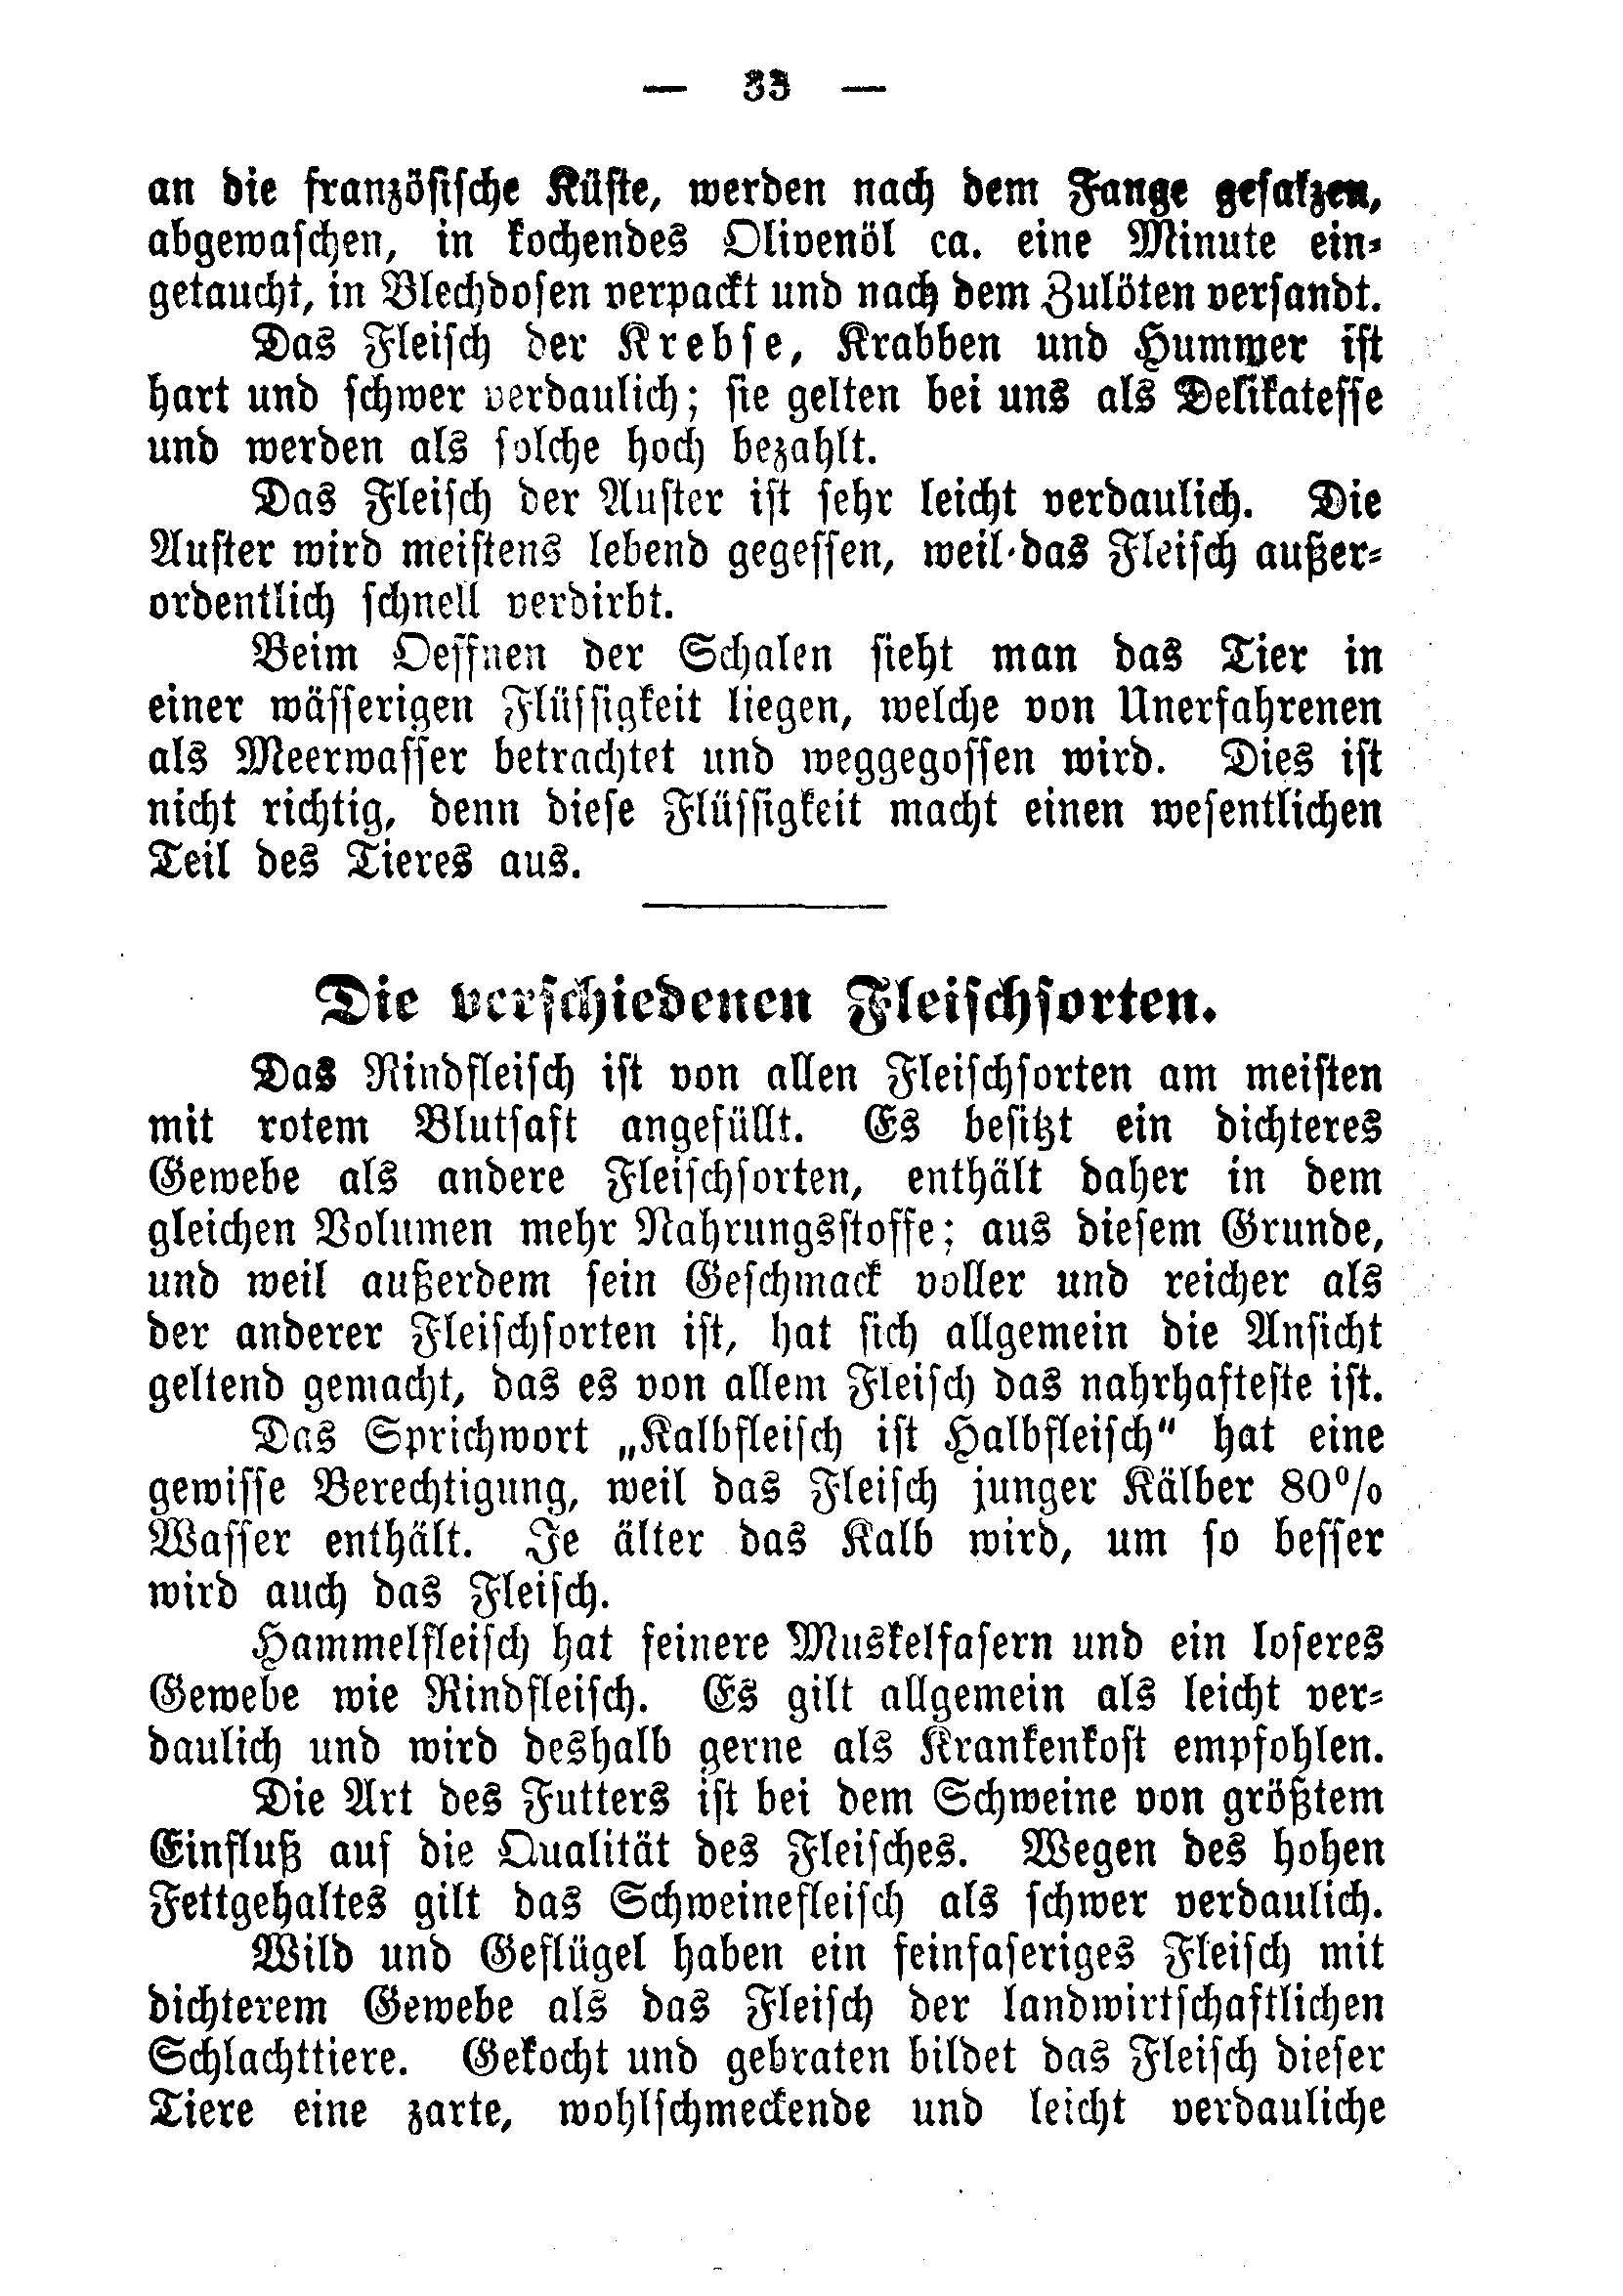 — 33 —
an die französische Küste, werden nach dem Fange gesalzen,
abgewaschen, in kochendes Olivenöl ca. eine Minute ein-
getaucht, in Blechdosen verpackt und nach dem Zulöten versandt.
Das Fleisch der Krebse, Krabben und Hummer ist
hart und schwer verdaulich; sie gelten bei uns als Delikatesse
und werden als solche hoch bezahlt.
Das Fleisch der Auster ist sehr leicht verdaulich. Die
Auster wird meistens lebend gegessen, weil das Fleisch außer-
ordentlich schnell verdirbt.
Beim Oeffnen der Schalen sieht man das Tier in
einer wässerigen Flüssigkeit liegen, welche von Unerfahrenen
als Meerwasser betrachtet und weggegossen wird. Dies ist
nicht richtig, denn diese Flüssigkeit macht einen wesentlichen
Teil des Tieres aus.
Die verschiedenen Fleischsorten.
Das Rindfleisch ist von allen Fleischsorten am meisten
mit rotem Blutsaft angefüllt. Es besitzt ein dichteres
Gewebe als andere Fleischsorten, enthält daher in dem
gleichen Volumen mehr Nahrungsstoffe; aus diesem Grunde,
und weil außerdem sein Geschmack voller und reicher als
der anderer Fleischsorten ist, hat sich allgemein die Ansicht
geltend gemacht, das es von allem Fleisch das nahrhafteste ist.
Das Sprichwort „Kalbfleisch ist Halbfleisch“ hat eine
gewisse Berechtigung, weil das Fleisch junger Kälber 80%
Wasser enthält. Je älter das Kalb wird, um so besser
wird auch das Fleisch.
Hammelfleisch hat feinere Muskelfasern und ein loseres
Gewebe wie Rindfleisch. Es gilt allgemein als leicht ver-
daulich und wird deshalb gerne als Krankenkost empfohlen.
Die Art des Futters ist bei dem Schweine von größtem
Einfluß auf die Qualität des Fleisches. Wegen des hohen
Fettgehaltes gilt das Schweinefleisch als schwer verdaulich.
Wild und Geflügel haben ein feinfaseriges Fleisch mit
dichterem Gewebe als das Fleisch der landwirtschaftlichen
Schlachttiere. Gekocht und gebraten bildet das Fleisch dieser
Tiere eine zarte, wohlschmeckende und leicht verdauliche